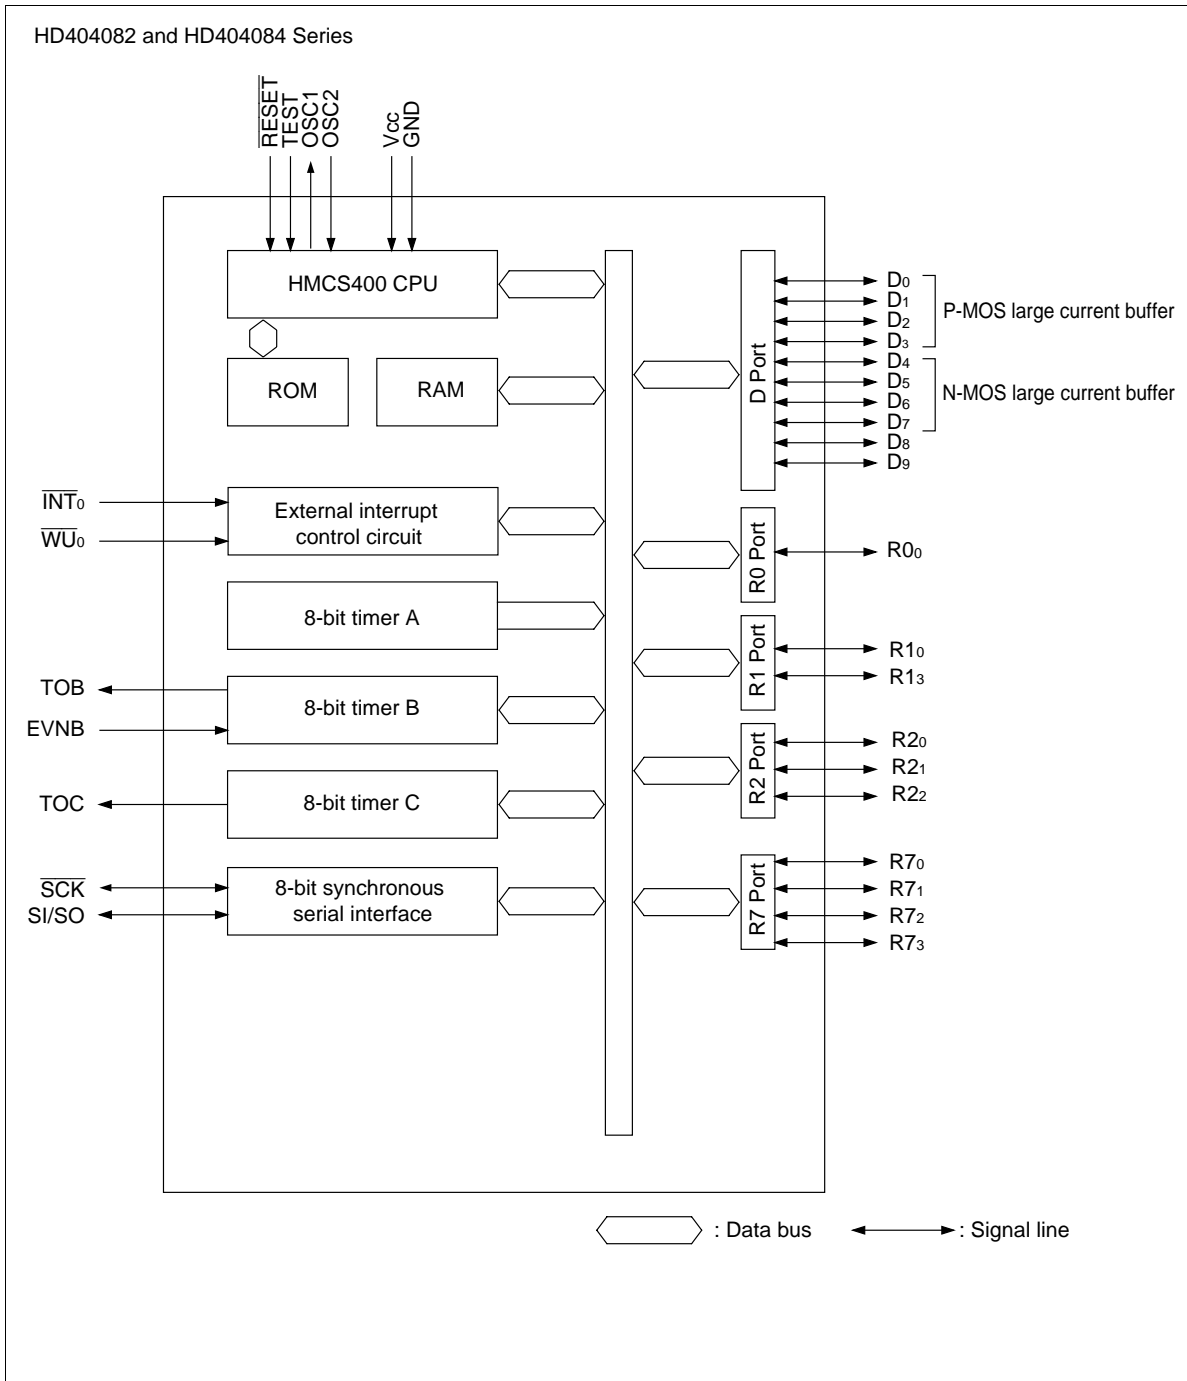 HD404082 and HD404084 Series
RESET
TEST
OSC1
OSC2
Vcc
GND
HMCS400 CPU
ROM
RAM
External interrupt
control circuit
8-bit timer A
8-bit timer B
8-bit timer C
8-bit synchronous
serial interface
INT0
WU0
TOB
EVNB
TOC
SCK
SI/SO
D Port
D0
D1
D2
D3
D4
D5
D6
D7
D8
D9
P-MOS large current buffer
N-MOS large current buffer
R0 Port
R00
R1 Port
R10
R13
R2 Port
R20
R21
R22
R7 Port
R70
R71
R72
R73
: Data bus
: Signal line